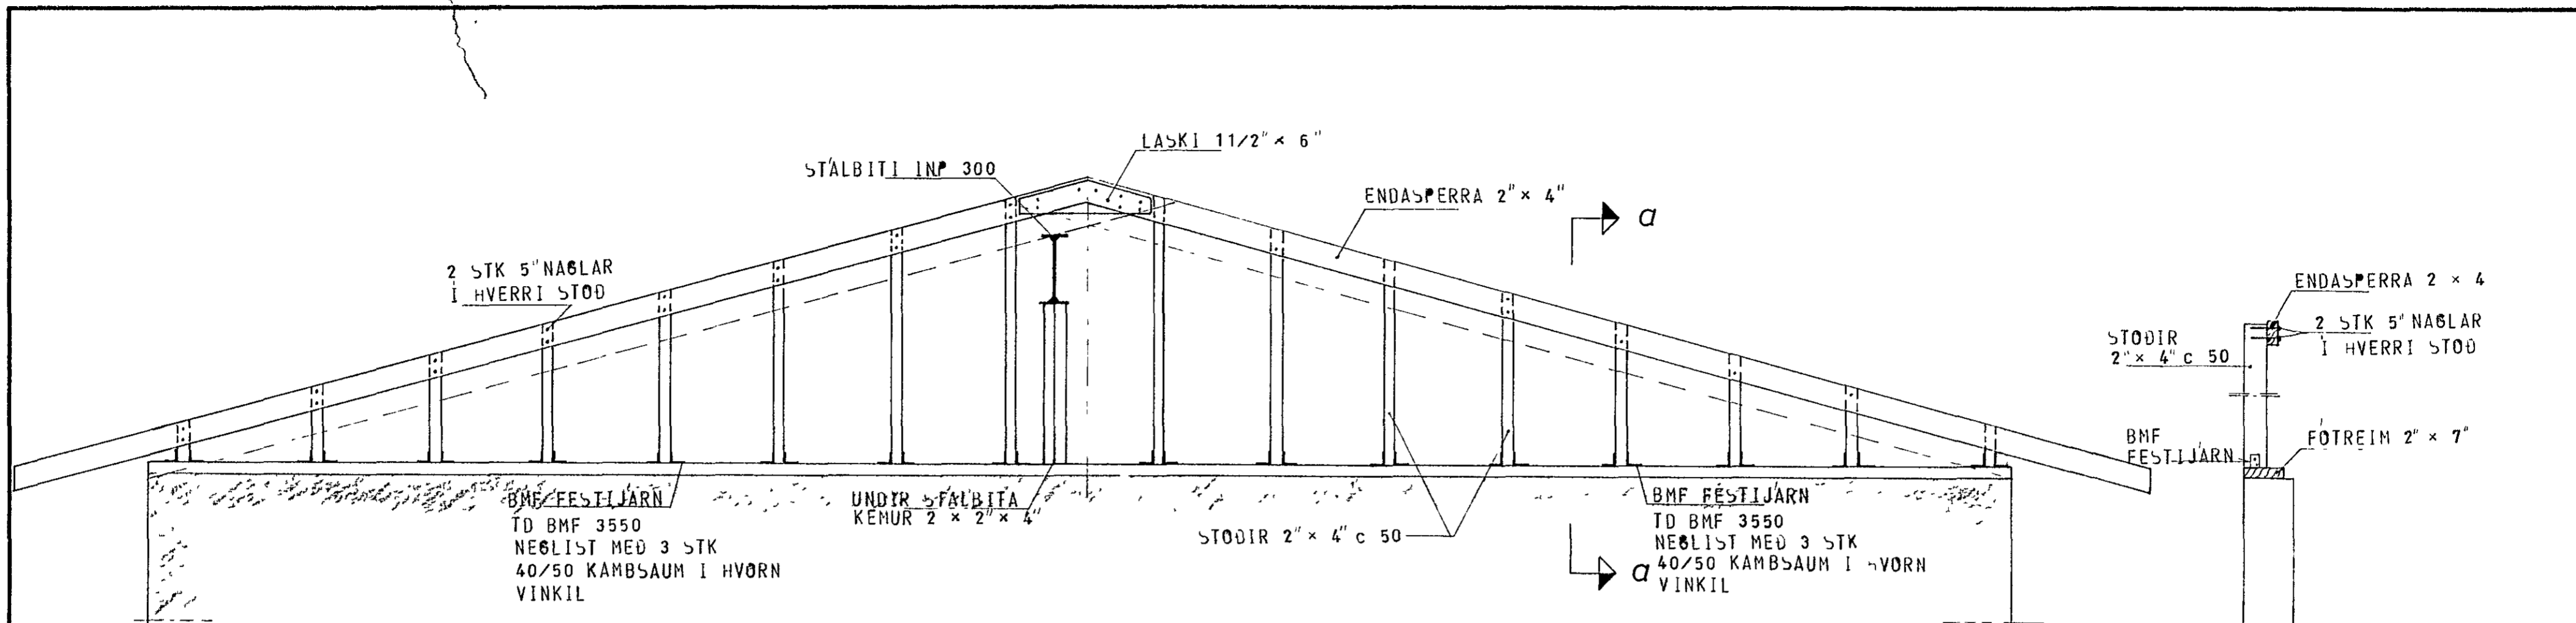 LASKI 11/2" × 6"
STÁLBITI INP 300
ENDASPERRA 2" × 4"
a
2 STK 5" NAGLAR
Í HVERRI STOÐ
ENDASPERRA 2 × 4
2 STK 5" NAGLAR
Í HVERRI STOÐ
STOÐIR
2" × 4" c 50
BMF
FESTIJÁRN
FÓTREIM 2" × 7"
BMF FESTIJÁRN
TD BMF 3550
NEGLIST MEÐ 3 STK
40/50 KAMBSAUM I HVORN
VINKIL
UNDIR STÁLBITA
KEMUR 2 × 2" × 4"
STOÐIR 2" × 4" c 50
BMF FESTIJÁRN
TD BMF 3550
NEGLIST MEÐ 3 STK
40/50 KAMBSAUM I HVORN
VINKIL
a